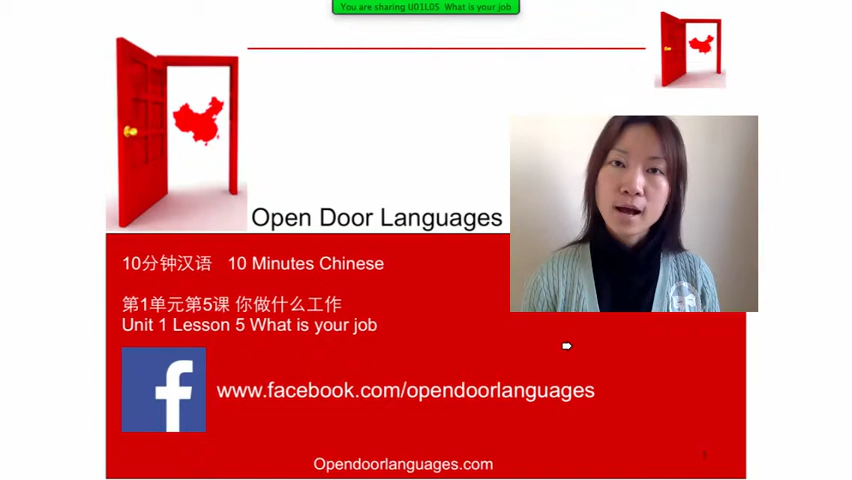 You are sharing U01L05 What is your job
Open Door Languages
10分钟汉语 10 Minutes Chinese
第1单元第5课 你做什么工作
Unit 1 Lesson 5 What is your job
f
www.facebook.com/opendoorlanguages
Opendoorlanguages.com